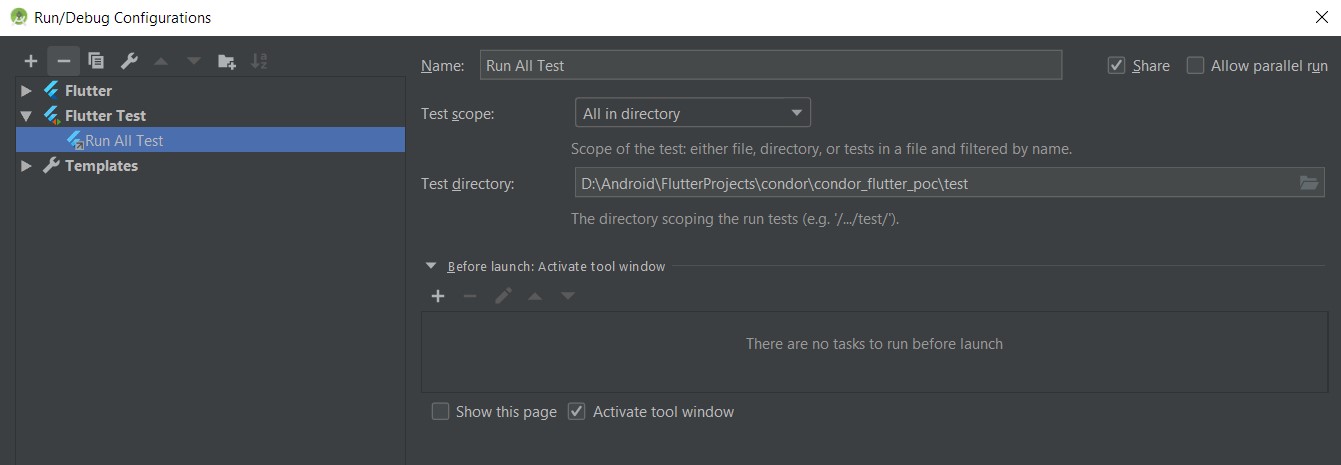 Run/Debug Configurations
Name: Run All Test Share Allow parallel run
Flutter
Flutter Test
Run All Test
Templates
Test scope: All in directory
Scope of the test: either file, directory, or tests in a file and filtered by name.
Test directory: D:\Android\FlutterProjects\condor\condor_flutter_poc\test
The directory scoping the run tests (e.g. '/.../test/').
Before launch: Activate tool window
There are no tasks to run before launch
Show this page Activate tool window